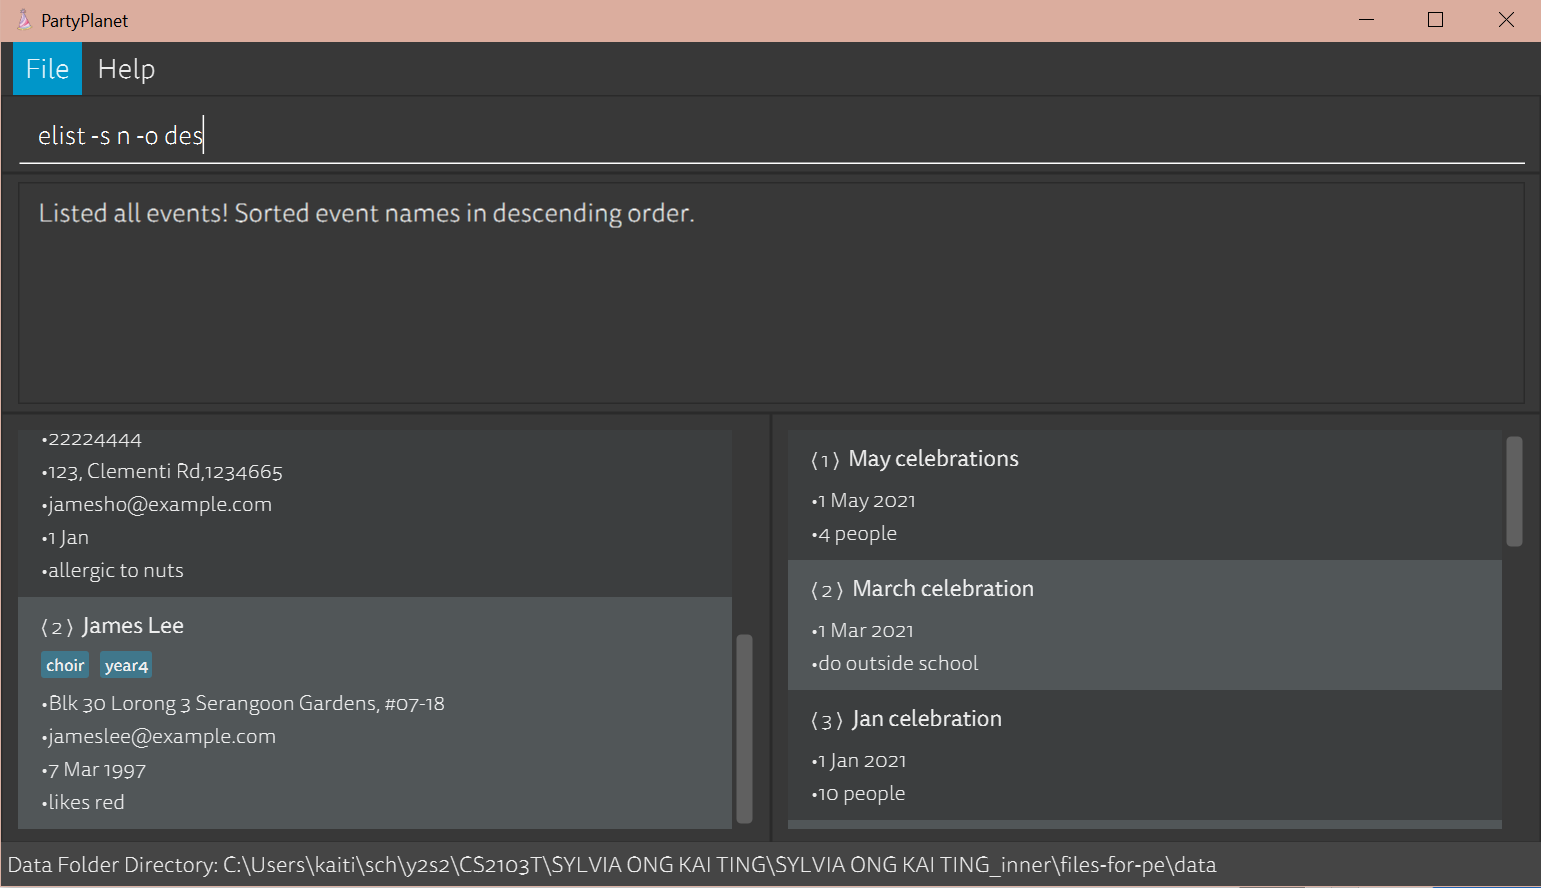 PartyPlanet
File Help
elist -s n -o des
Listed all events! Sorted event names in descending order.
•22224444
•123, Clementi Rd,1234665
•jamesho@example.com
•1 Jan
•allergic to nuts
⟨2⟩ James Lee
choir year4
•Blk 30 Lorong 3 Serangoon Gardens, #07-18
•jameslee@example.com
•7 Mar 1997
•likes red
⟨1⟩ May celebrations
•1 May 2021
•4 people
⟨2⟩ March celebration
•1 Mar 2021
•do outside school
⟨3⟩ Jan celebration
•1 Jan 2021
•10 people
Data Folder Directory: C:\Users\kaiti\sch\y2s2\CS2103T\SYLVIA ONG KAI TING\SYLVIA ONG KAI TING_inner\files-for-pe\data